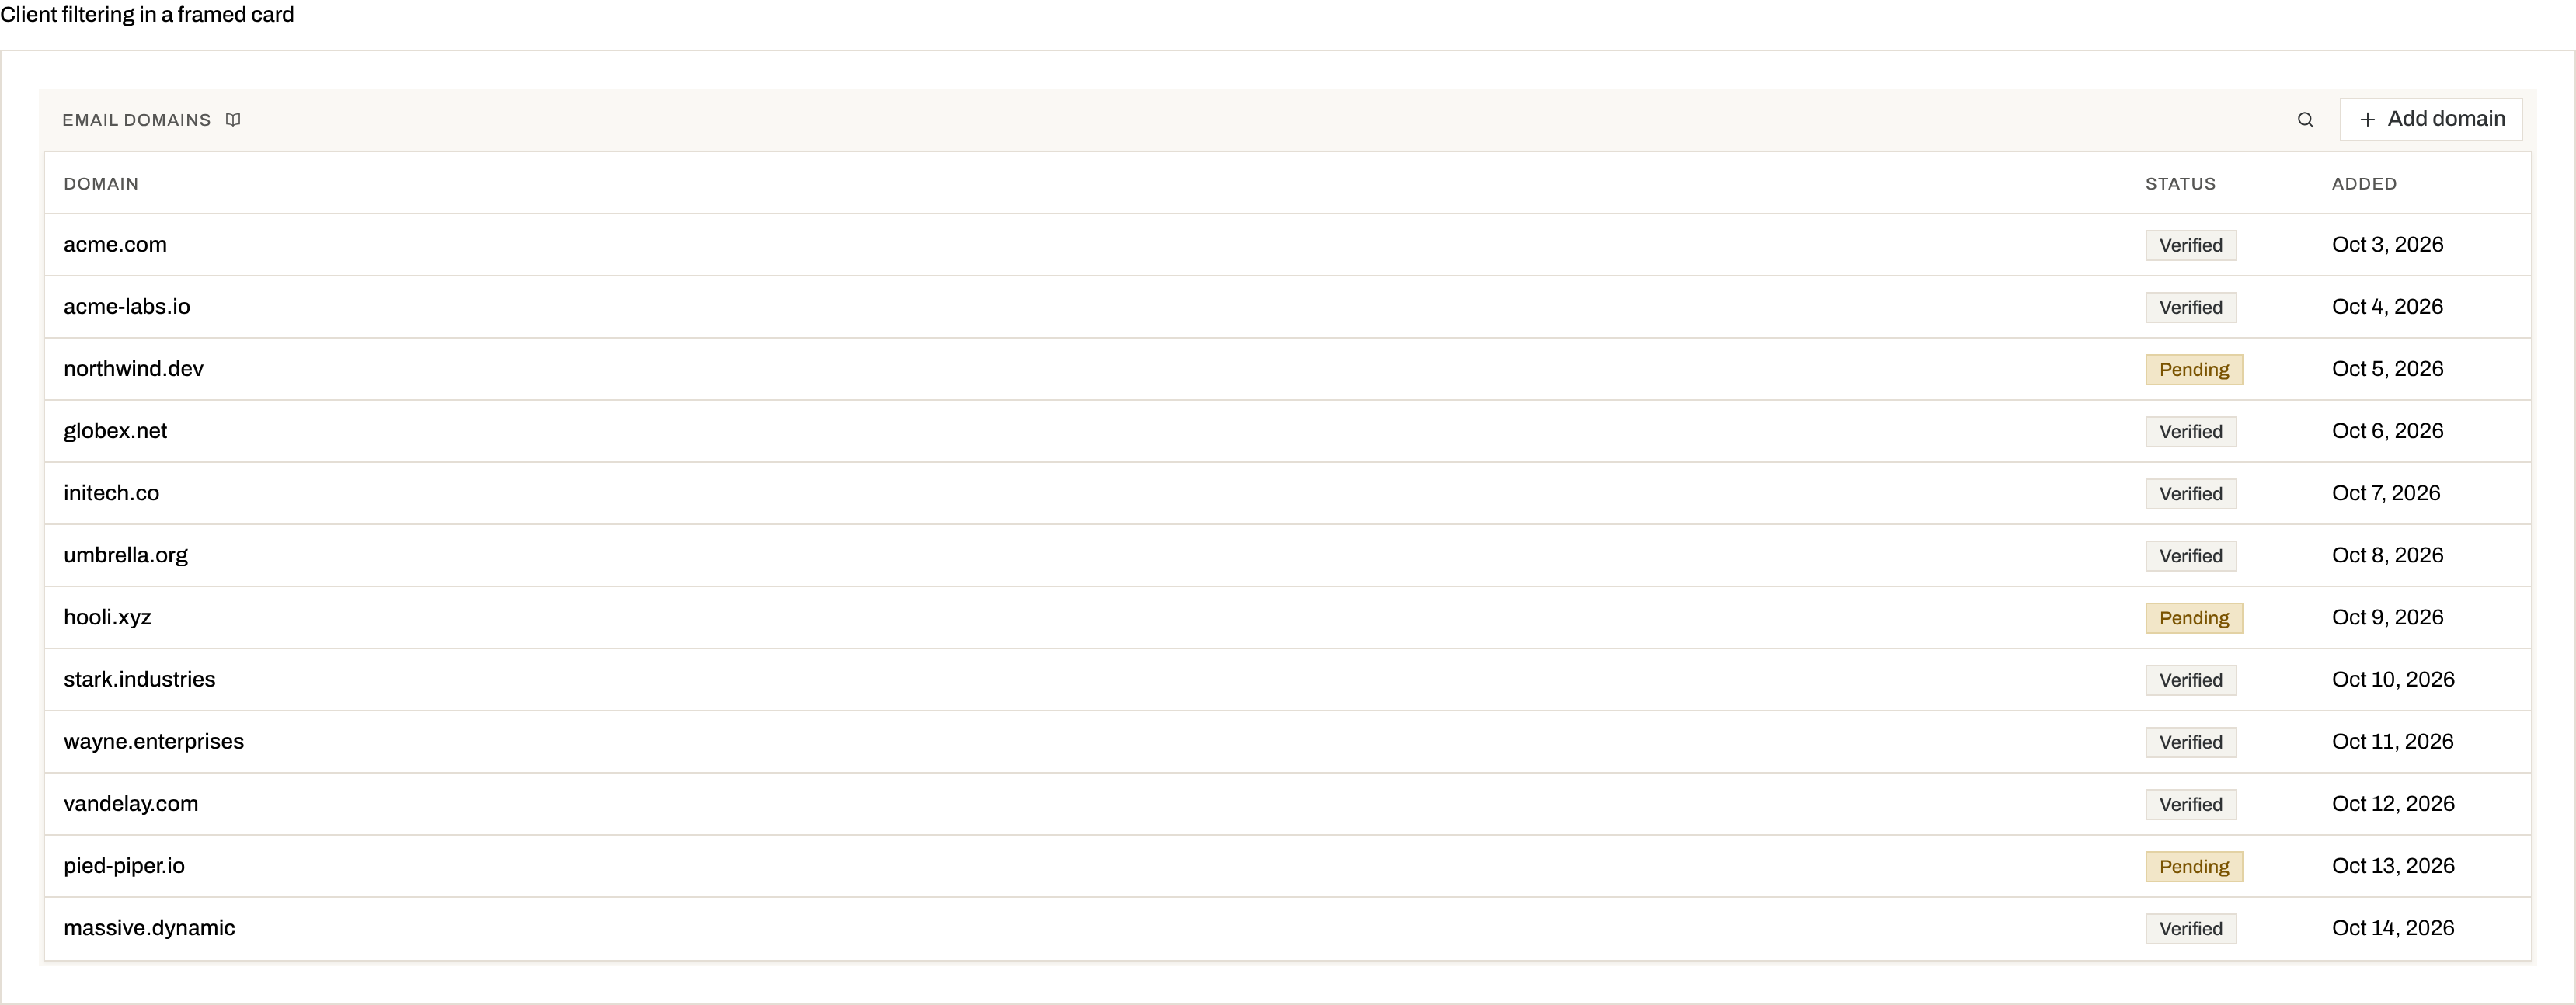 Client filtering in a framed card
EMAIL DOMAINS
Add domain
DOMAIN STATUS ADDED
acme.com Verified Oct 3, 2026
acme-labs.io Verified Oct 4, 2026
northwind.dev Pending Oct 5, 2026
globex.net Verified Oct 6, 2026
initech.co Verified Oct 7, 2026
umbrella.org Verified Oct 8, 2026
hooli.xyz Pending Oct 9, 2026
stark.industries Verified Oct 10, 2026
wayne.enterprises Verified Oct 11, 2026
vandelay.com Verified Oct 12, 2026
pied-piper.io Pending Oct 13, 2026
massive.dynamic Verified Oct 14, 2026